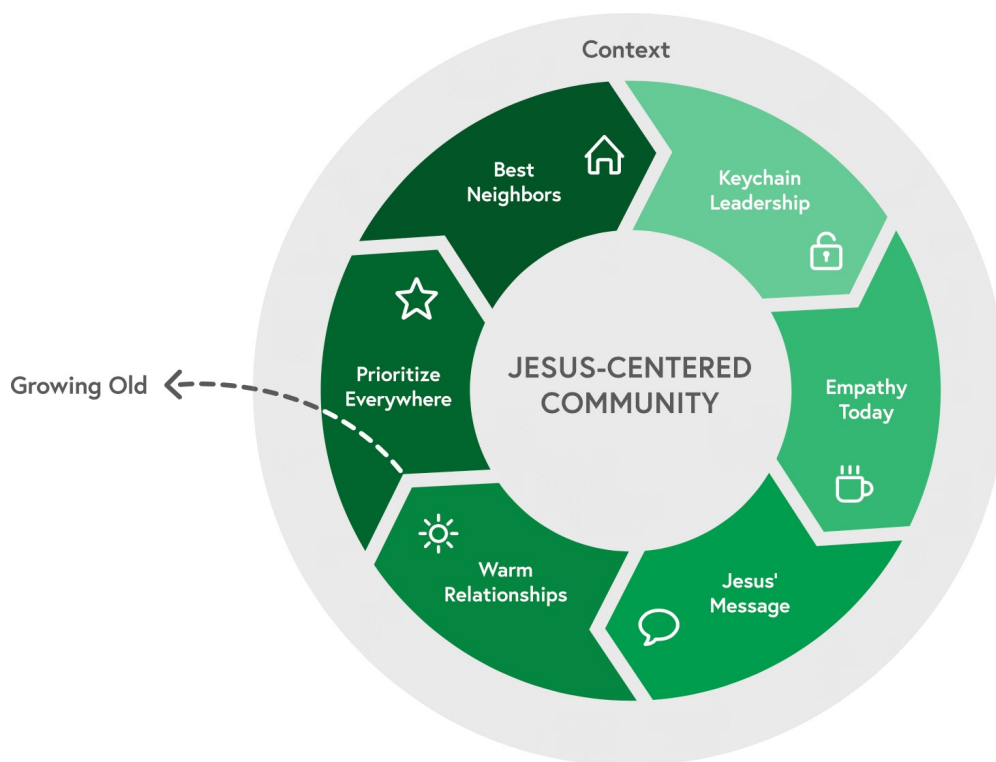 Context
Best
Neighbors
Keychain
Leadership
Empathy
Today
Jesus'
Message
Warm
Relationships
Prioritize
Everywhere
JESUS-CENTERED
COMMUNITY
Growing Old